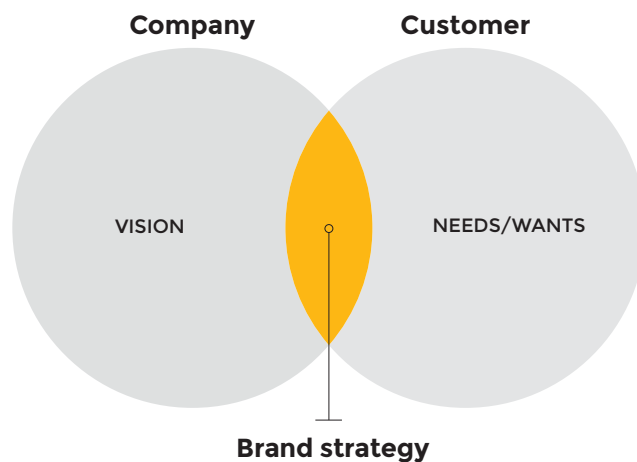 Company
Customer
VISION
NEEDS/WANTS
Brand strategy